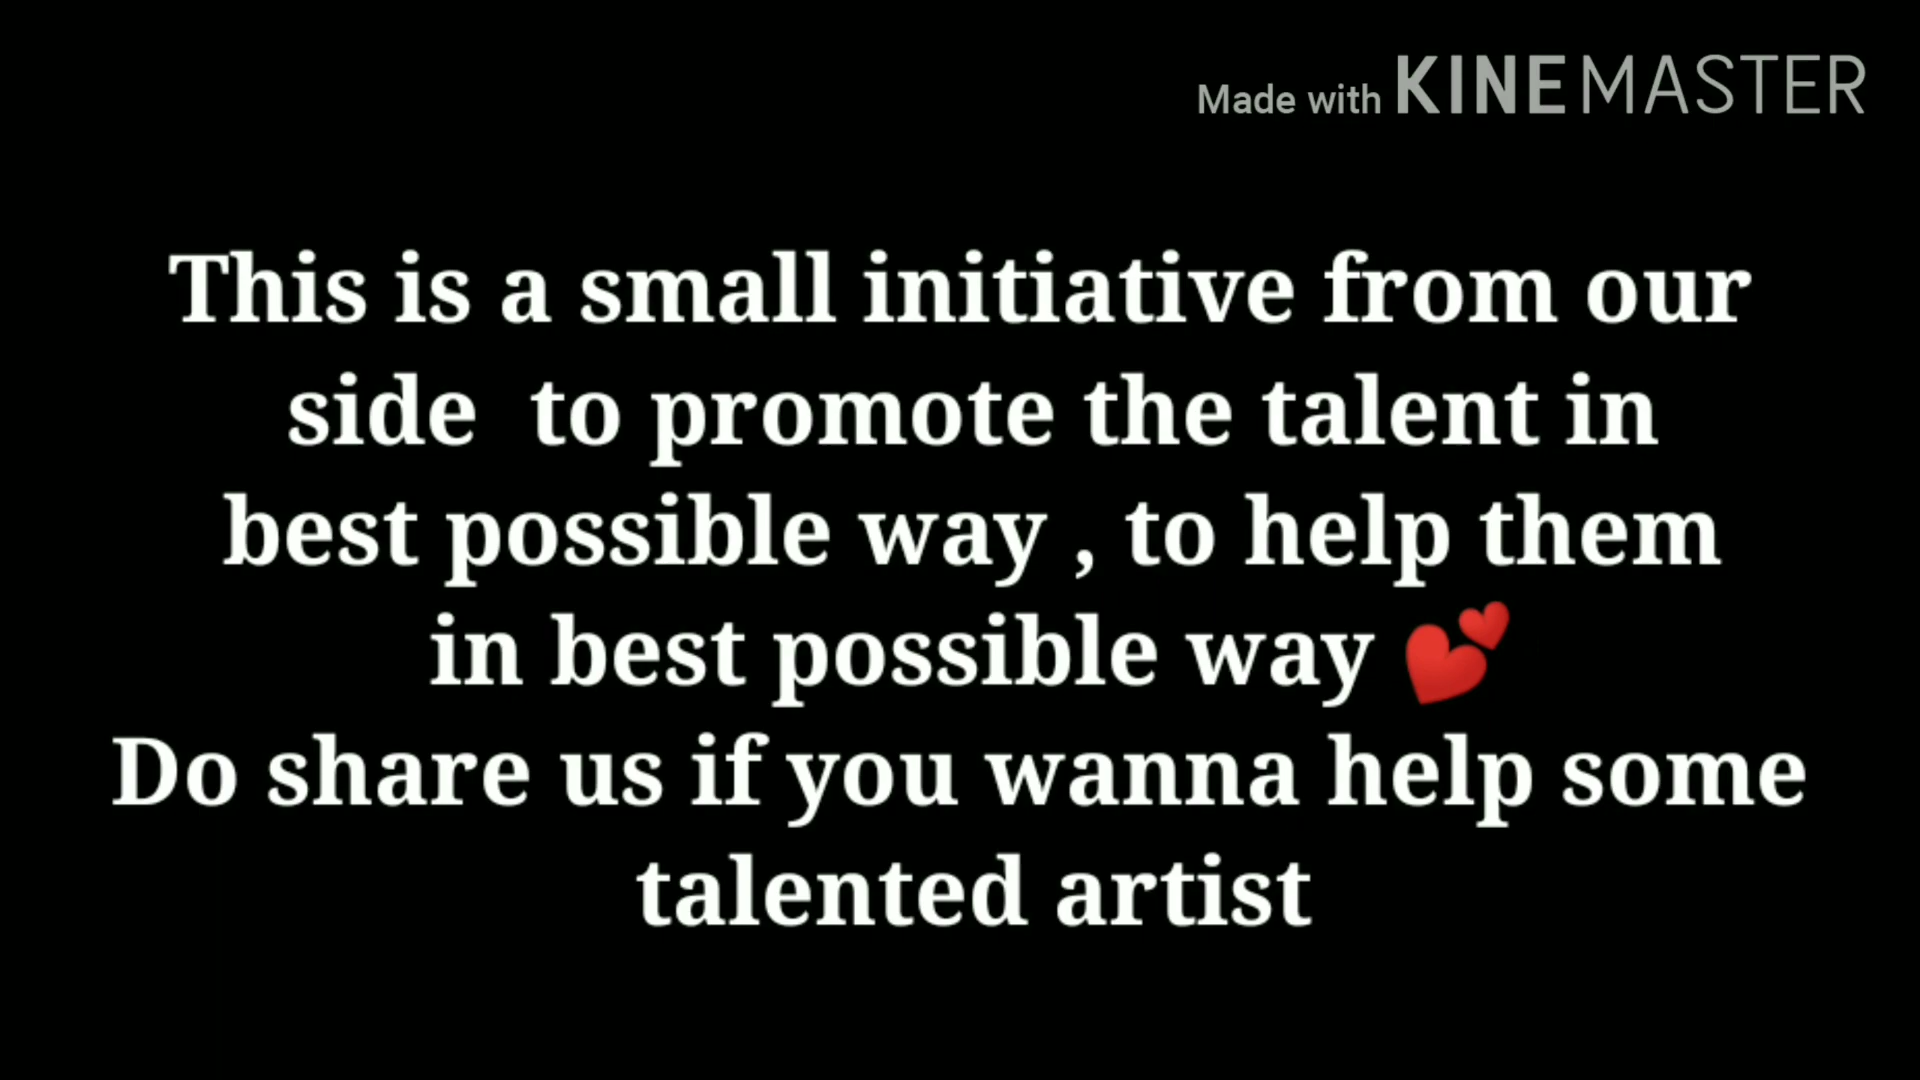 Made with KINEMASTER
This is a small initiative from our
side  to promote the talent in
best possible way , to help them
in best possible way 💕
Do share us if you wanna help some
talented artist